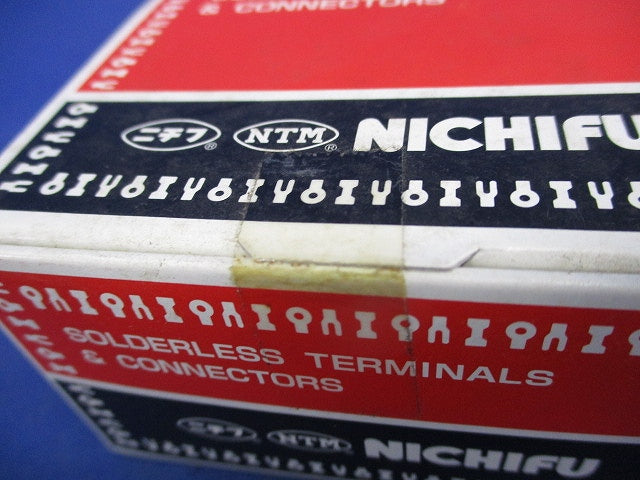 & CONNECTORS
ニチフ ® NTM ® NICHIFU
SOLDERLESS TERMINALS
& CONNECTORS
ニチフ NTM NICHIFU